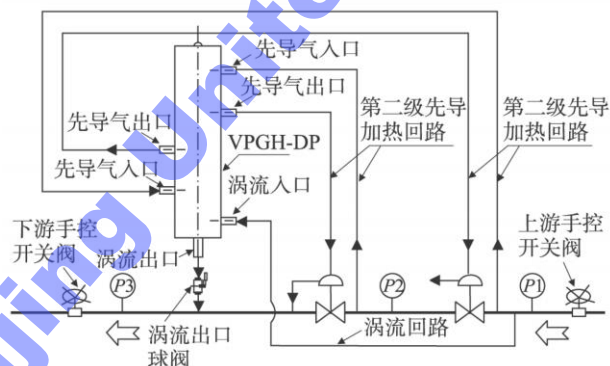 先导气入口
先导气出口
第二级先导
加热回路
第二级先导
加热回路
先导气出口
VPGH-DP
先导气入口
涡流入口
下游手控
开关阀
上游手控
开关阀
涡流出口
P3
P2
P1
涡流出口
球阀
涡流回路
jing Unite